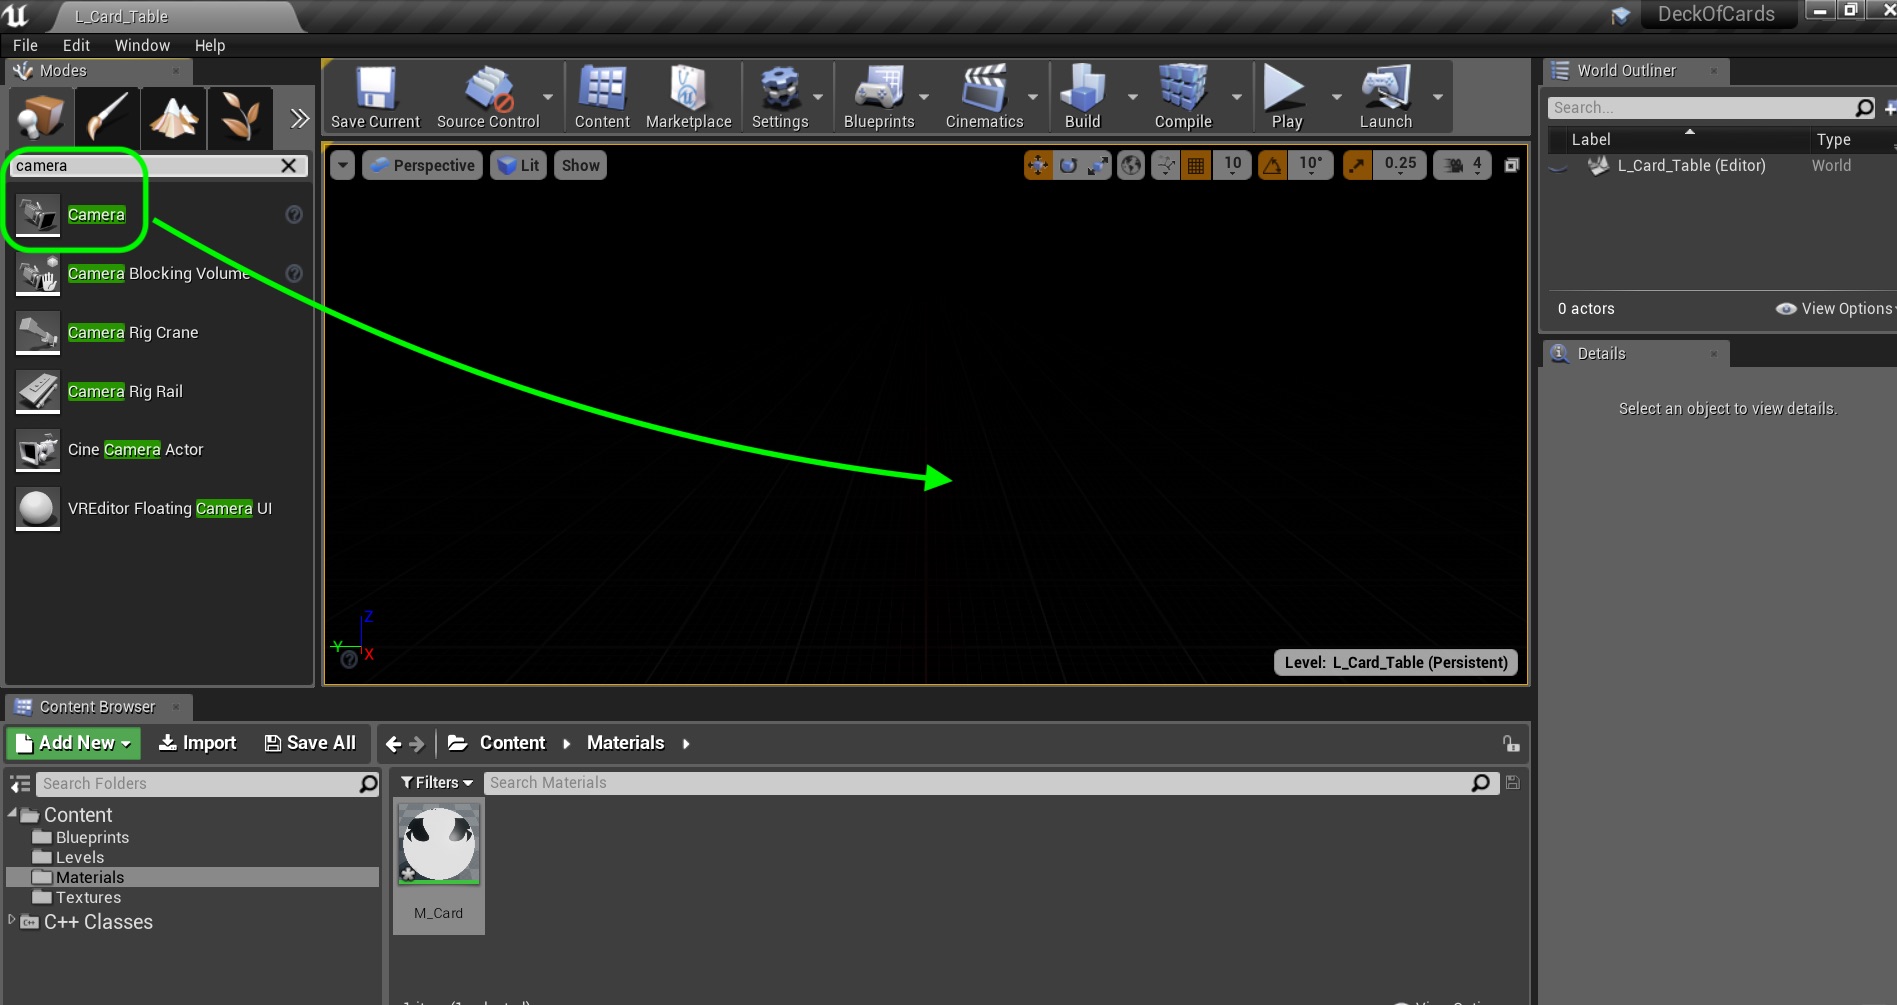 L_Card_Table
DeckOfCards
File Edit Window Help
Modes
camera
Camera
Camera Blocking Volume
Camera Rig Crane
Camera Rig Rail
Cine Camera Actor
VREditor Floating Camera UI
Save Current Source Control Content Marketplace Settings Blueprints Cinematics Build Compile Play Launch
Perspective Lit Show
10 10° 0.25 4
Z
Y
X
Level: L_Card_Table (Persistent)
World Outliner
Search...
Label Type
L_Card_Table (Editor) World
0 actors View Options
Details
Select an object to view details.
Content Browser
Add New Import Save All Content Materials
Search Folders
Content
Blueprints
Levels
Materials
Textures
C++ Classes
Filters Search Materials
M_Card